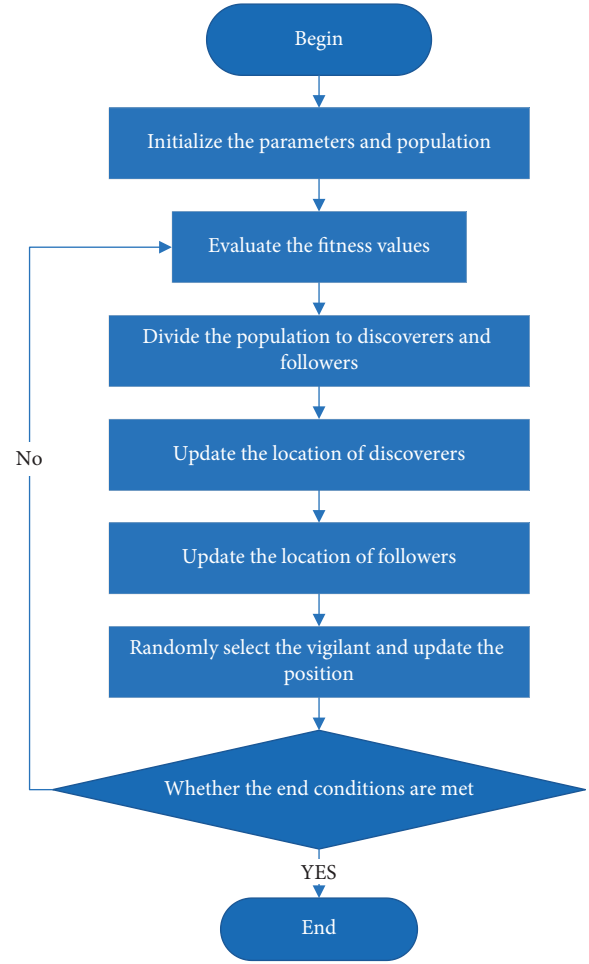 Begin
Initialize the parameters and population
Evaluate the fitness values
Divide the population to discoverers and
followers
Update the location of discoverers
No
Update the location of followers
Randomly select the vigilant and update the
position
Whether the end conditions are met
YES
End